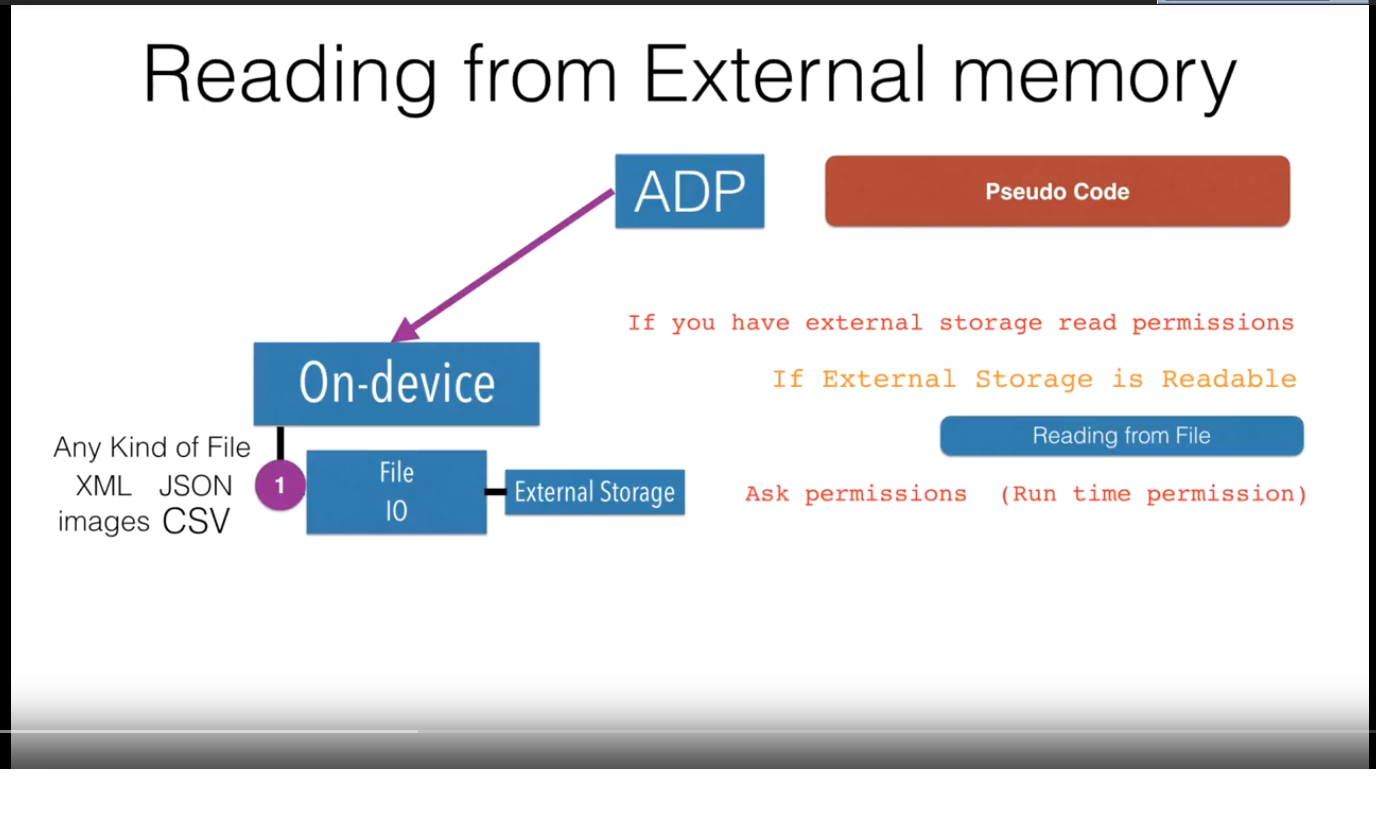 Reading from External memory
ADP
Pseudo Code
If you have external storage read permissions
If External Storage is Readable
Reading from File
Ask permissions (Run time permission)
On-device
Any Kind of File
XML JSON
images CSV
1
File
IO
External Storage